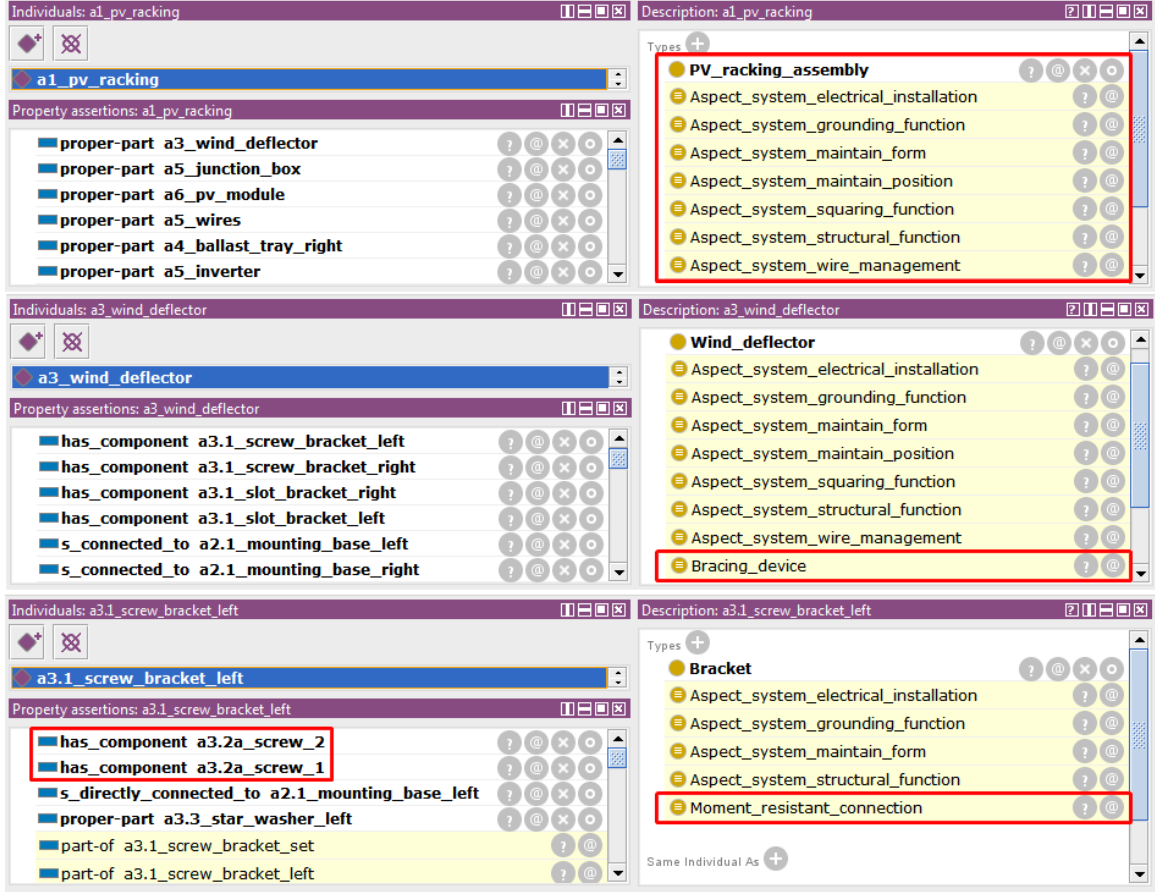 Individuals: a1_pv_racking
a1_pv_racking
Property assertions: a1_pv_racking
proper-part a3_wind_deflector
proper-part a5_junction_box
proper-part a6_pv_module
proper-part a5_wires
proper-part a4_ballast_tray_right
proper-part a5_inverter
Description: a1_pv_racking
Types
PV_racking_assembly
Aspect_system_electrical_installation
Aspect_system_grounding_function
Aspect_system_maintain_form
Aspect_system_maintain_position
Aspect_system_squaring_function
Aspect_system_structural_function
Aspect_system_wire_management
Individuals: a3_wind_deflector
a3_wind_deflector
Property assertions: a3_wind_deflector
has_component a3.1_screw_bracket_left
has_component a3.1_screw_bracket_right
has_component a3.1_slot_bracket_right
has_component a3.1_slot_bracket_left
s_connected_to a2.1_mounting_base_left
s_connected_to a2.1_mounting_base_right
Description: a3_wind_deflector
Wind_deflector
Aspect_system_electrical_installation
Aspect_system_grounding_function
Aspect_system_maintain_form
Aspect_system_maintain_position
Aspect_system_squaring_function
Aspect_system_structural_function
Aspect_system_wire_management
Bracing_device
Individuals: a3.1_screw_bracket_left
a3.1_screw_bracket_left
Property assertions: a3.1_screw_bracket_left
has_component a3.2a_screw_2
has_component a3.2a_screw_1
s_directly_connected_to a2.1_mounting_base_left
proper-part a3.3_star_washer_left
part-of a3.1_screw_bracket_set
part-of a3.1_screw_bracket_left
Description: a3.1_screw_bracket_left
Types
Bracket
Aspect_system_electrical_installation
Aspect_system_grounding_function
Aspect_system_maintain_form
Aspect_system_structural_function
Moment_resistant_connection
Same Individual As